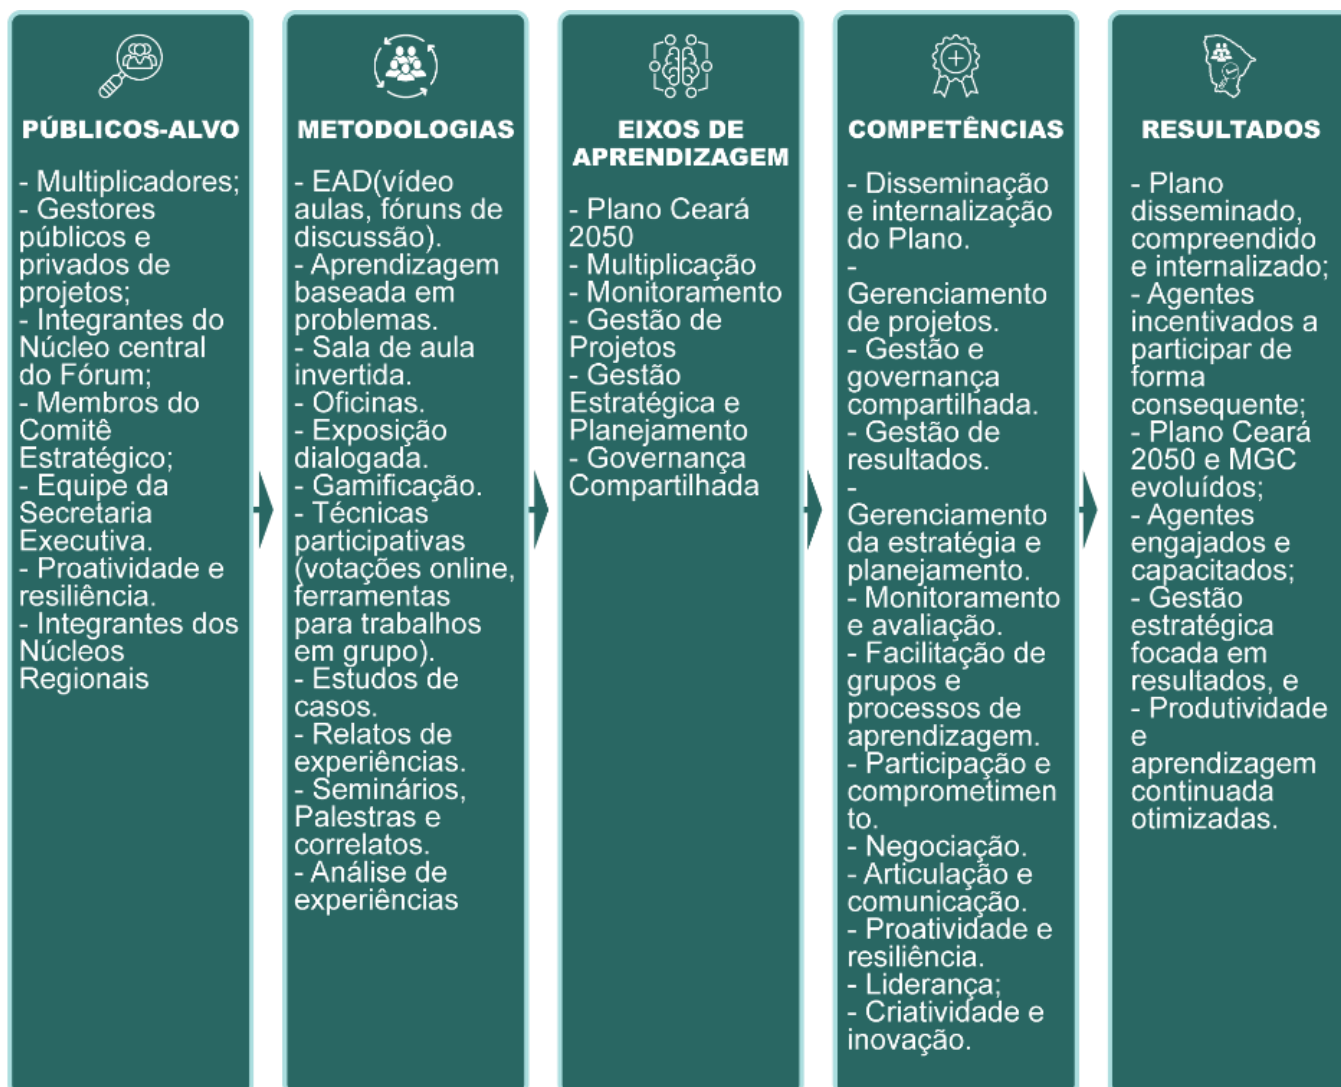 PÚBLICOS-ALVO
- Multiplicadores;
- Gestores
públicos e
privados de
projetos;
- Integrantes do
Núcleo central
do Fórum;
- Membros do
Comitê
Estratégico;
- Equipe da
Secretaria
Executiva.
- Proatividade e
resiliência.
- Integrantes dos
Núcleos
Regionais
METODOLOGIAS
- EAD(vídeo
aulas, fóruns de
discussão).
- Aprendizagem
baseada em
problemas.
- Sala de aula
invertida.
- Oficinas.
- Exposição
dialogada.
- Gamificação.
- Técnicas
participativas
(votações online,
ferramentas
para trabalhos
em grupo).
- Estudos de
casos.
- Relatos de
experiências.
- Seminários,
Palestras e
correlatos.
- Análise de
experiências
EIXOS DE
APRENDIZAGEM
- Plano Ceará
2050
- Multiplicação
- Monitoramento
- Gestão de
Projetos
- Gestão
Estratégica e
Planejamento
- Governança
Compartilhada
COMPETÊNCIAS
- Disseminação
e internalização
do Plano.
-
Gerenciamento
de projetos.
- Gestão e
governança
compartilhada.
- Gestão de
resultados.
-
Gerenciamento
da estratégia e
planejamento.
- Monitoramento
e avaliação.
- Facilitação de
grupos e
processos de
aprendizagem.
- Participação e
comprometimen
to.
- Negociação.
- Articulação e
comunicação.
- Proatividade e
resiliência.
- Liderança;
- Criatividade e
inovação.
RESULTADOS
- Plano
disseminado,
compreendido
e internalizado;
- Agentes
incentivados a
participar de
forma
consequente;
- Plano Ceará
2050 e MGC
evoluídos;
- Agentes
engajados e
capacitados;
- Gestão
estratégica
focada em
resultados, e
- Produtividade
e
aprendizagem
continuada
otimizadas.